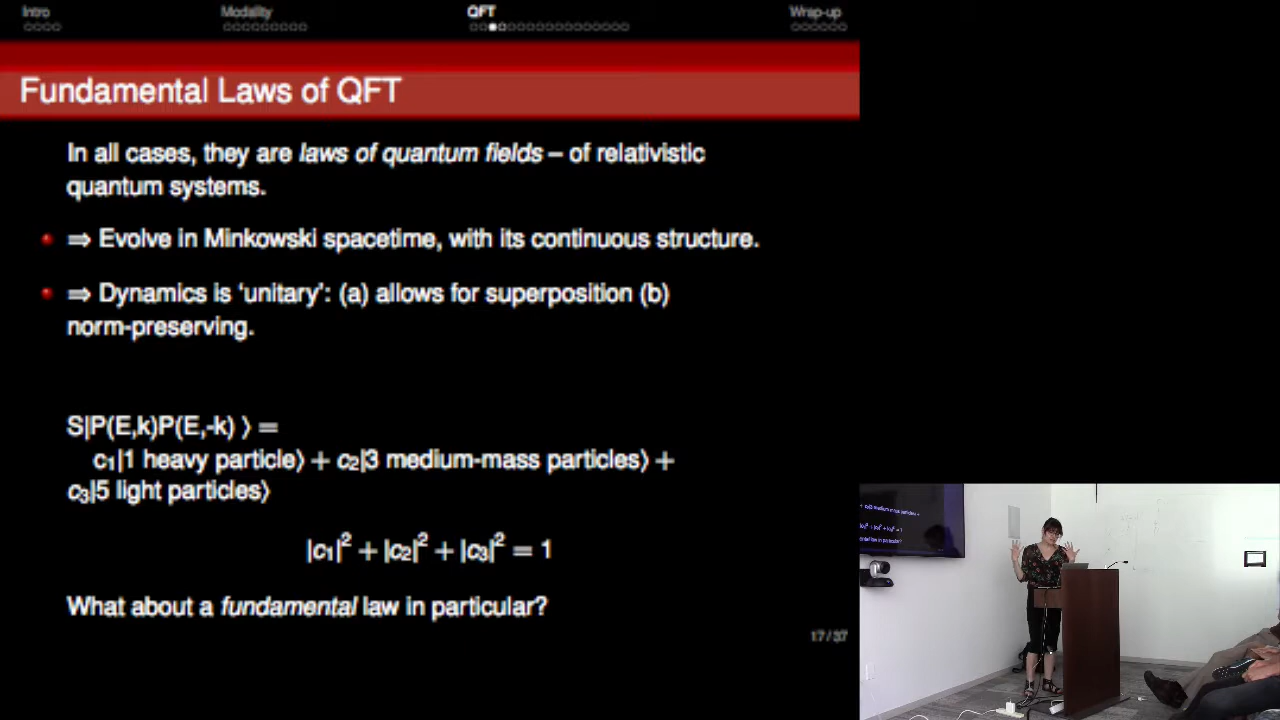 Intro Modality QFT Wrap-up
Fundamental Laws of QFT
In all cases, they are laws of quantum fields – of relativistic
quantum systems.
⇒ Evolve in Minkowski spacetime, with its continuous structure.
⇒ Dynamics is ‘unitary’: (a) allows for superposition (b)
norm-preserving.
S|P(E,k)P(E,-k) ⟩ =
c₁|1 heavy particle⟩ + c₂|3 medium-mass particles⟩ +
c₃|5 light particles⟩
|c₁|² + |c₂|² + |c₃|² = 1
What about a fundamental law in particular?
17 / 37